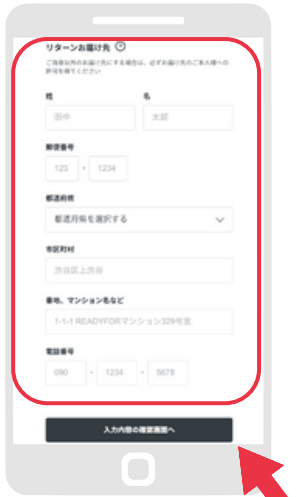 リターンお届け先 ?
ご自身以外のお届け先にする場合は、必ずお届け先のご本人様への
許可を得てください
姓 名
田中 太郎
郵便番号
123 - 1234
都道府県
都道府県を選択する
市区町村
渋谷区上渋谷
番地、マンション名など
1-1-1 READYFORマンション329号室
電話番号
090 - 1234 - 5678
入力内容の確認画面へ